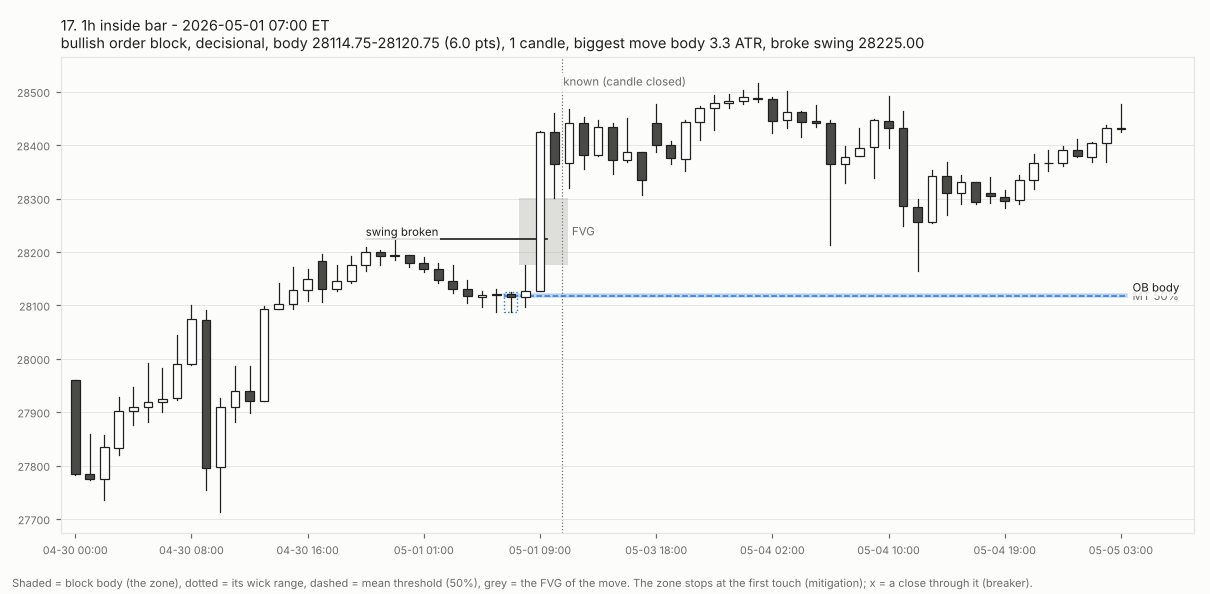 17. 1h inside bar - 2026-05-01 07:00 ET
bullish order block, decisional, body 28114.75-28120.75 (6.0 pts), 1 candle, biggest move body 3.3 ATR, broke swing 28225.00
known (candle closed)
28500
28400
28300
swing broken
FVG
28200
OB body
MT 50%
28100
28000
27900
27800
27700
04-30 00:00
04-30 08:00
04-30 16:00
05-01 01:00
05-01 09:00
05-03 18:00
05-04 02:00
05-04 10:00
05-04 19:00
05-05 03:00
Shaded = block body (the zone), dotted = its wick range, dashed = mean threshold (50%), grey = the FVG of the move. The zone stops at the first touch (mitigation); x = a close through it (breaker).